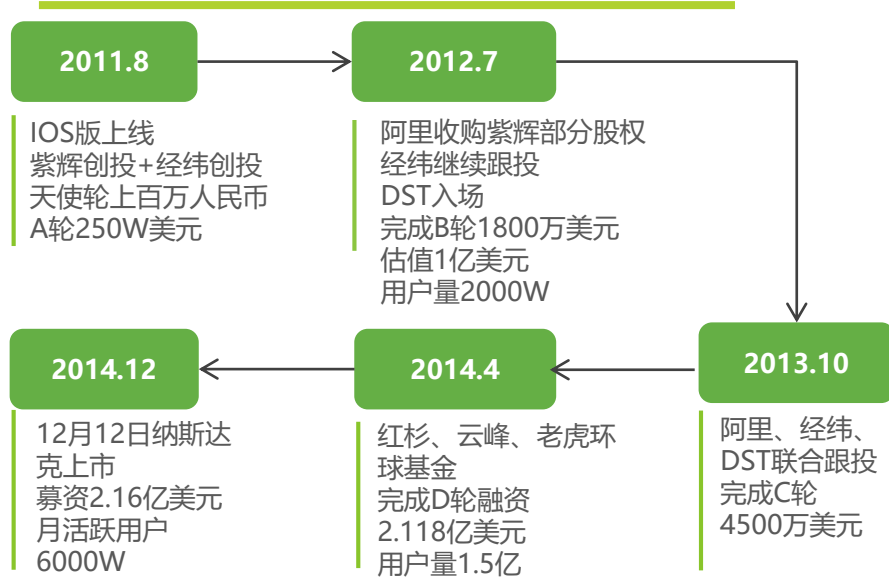 2011.8
IOS版上线
紫辉创投+经纬创投
天使轮上百万人民币
A轮250W美元
2012.7
阿里收购紫辉部分股权
经纬继续跟投
DST入场
完成B轮1800万美元
估值1亿美元
用户量2000W
2013.10
阿里、经纬、
DST联合跟投
完成C轮
4500万美元
2014.4
红杉、云峰、老虎环
球基金
完成D轮融资
2.118亿美元
用户量1.5亿
2014.12
12月12日纳斯达
克上市
募资2.16亿美元
月活跃用户
6000W